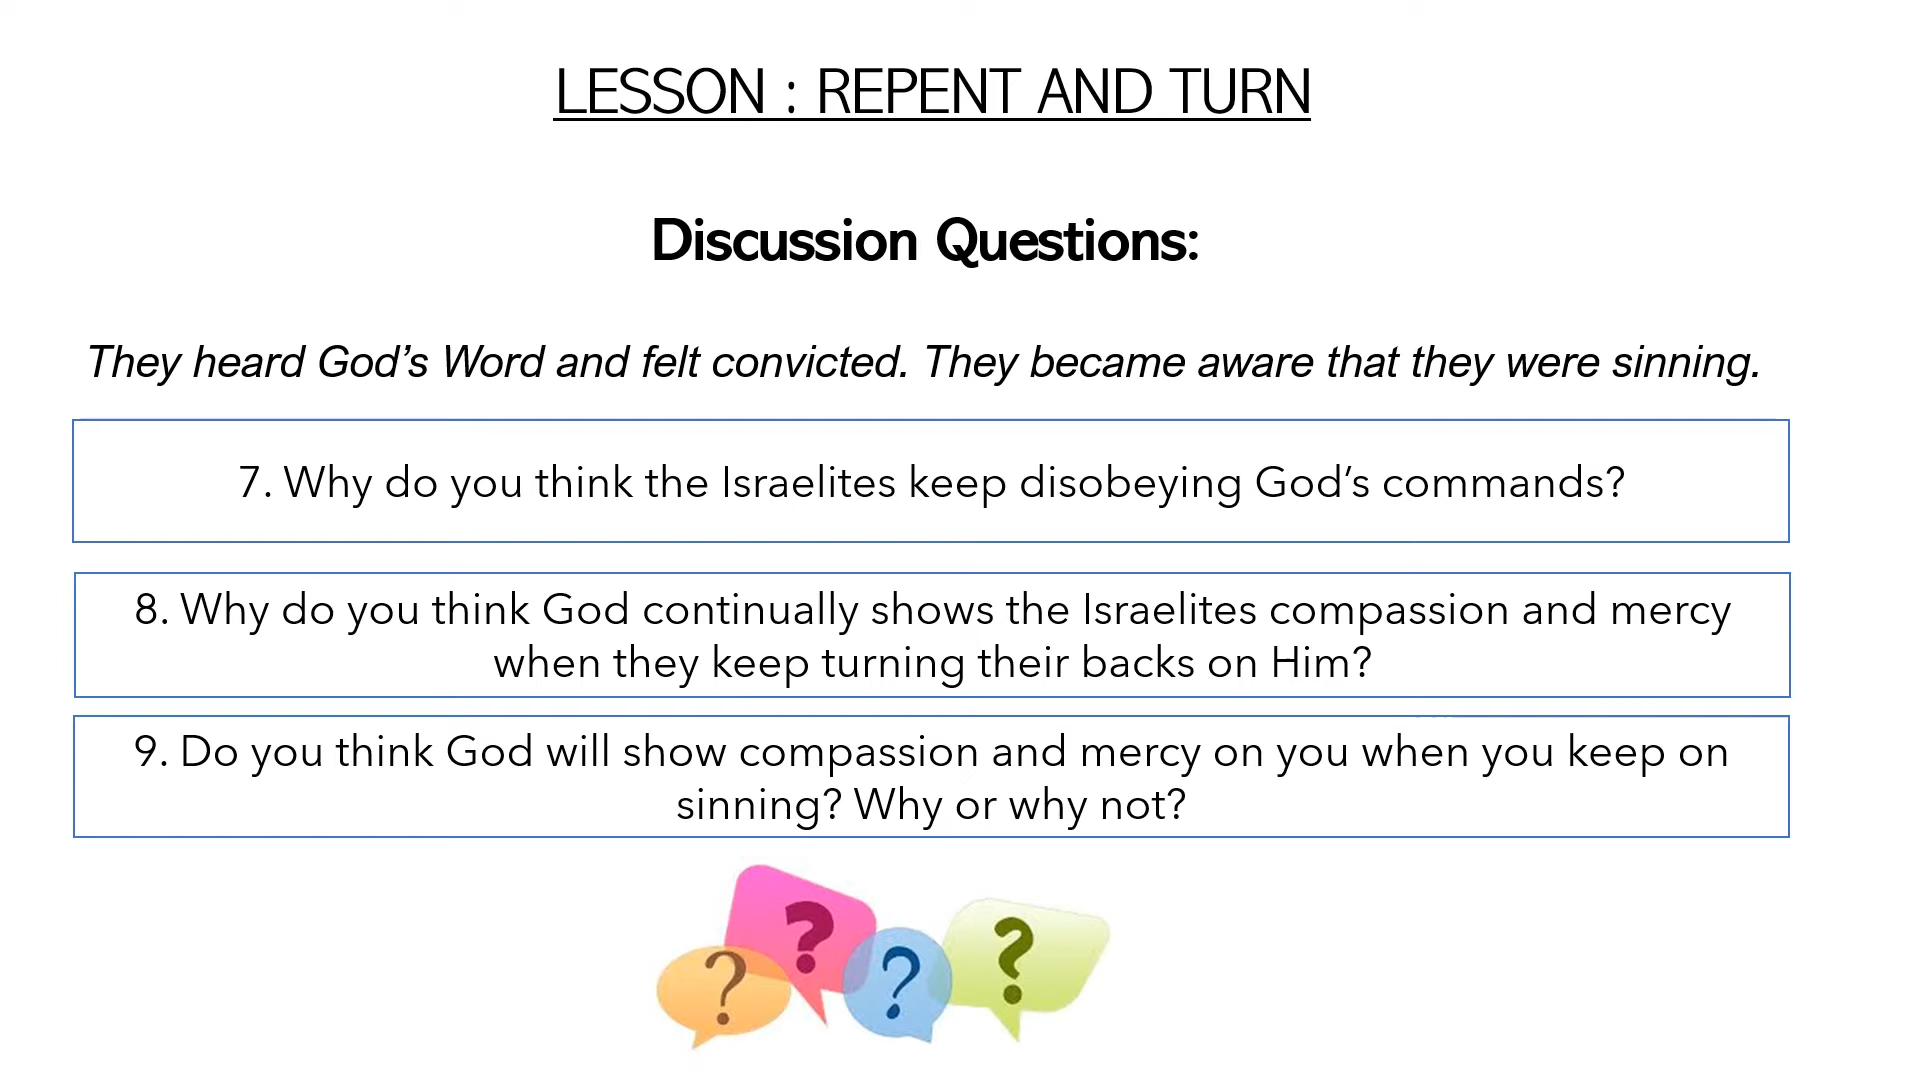 LESSON : REPENT AND TURN
Discussion Questions:
They heard God’s Word and felt convicted. They became aware that they were sinning.
7. Why do you think the Israelites keep disobeying God’s commands?
8. Why do you think God continually shows the Israelites compassion and mercy
when they keep turning their backs on Him?
9. Do you think God will show compassion and mercy on you when you keep on
sinning? Why or why not?
? ? ? ?